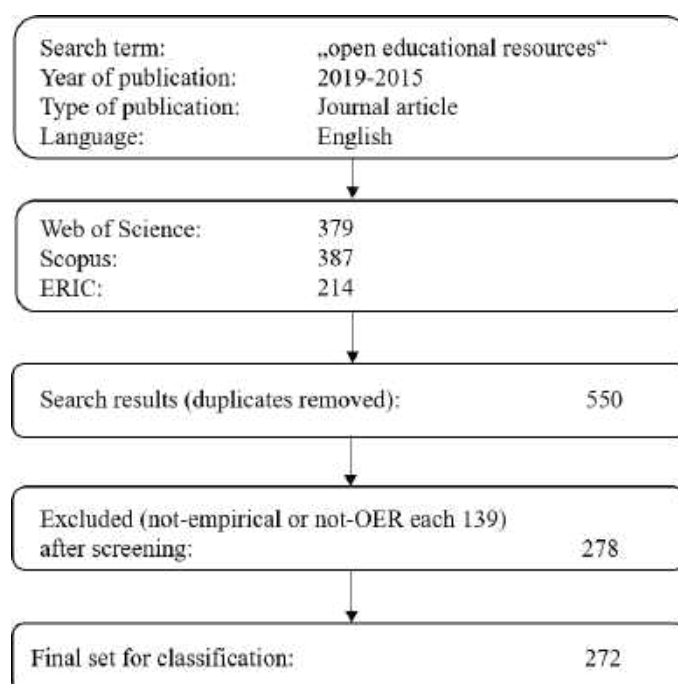 Search term: „open educational resources“
Year of publication: 2019-2015
Type of publication: Journal article
Language: English
Web of Science: 379
Scopus: 387
ERIC: 214
Search results (duplicates removed): 550
Excluded (not-empirical or not-OER each 139)
after screening: 278
Final set for classification: 272